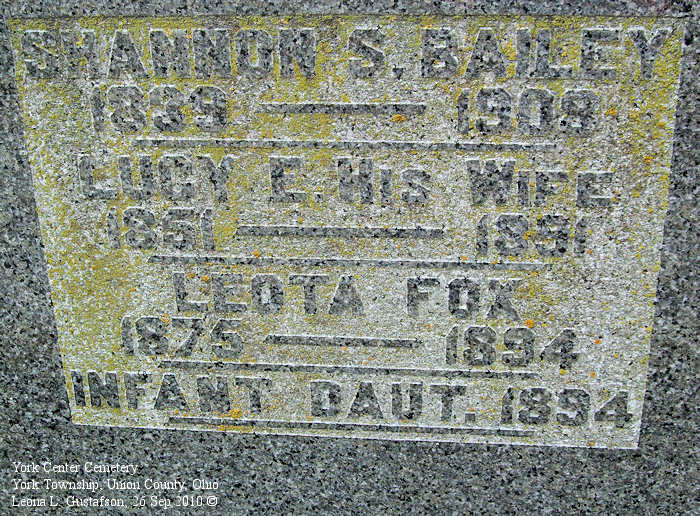 SHANNON S. BAILEY
1839 — 1908
LUCY E. HIS WIFE
1851 — 1891
LEOTA FOX
1875 — 1894
INFANT DAUT. 1894
York Center Cemetery
York Township, Union County, Ohio
Leona L. Gustafson, 26 Sep 2010 ©